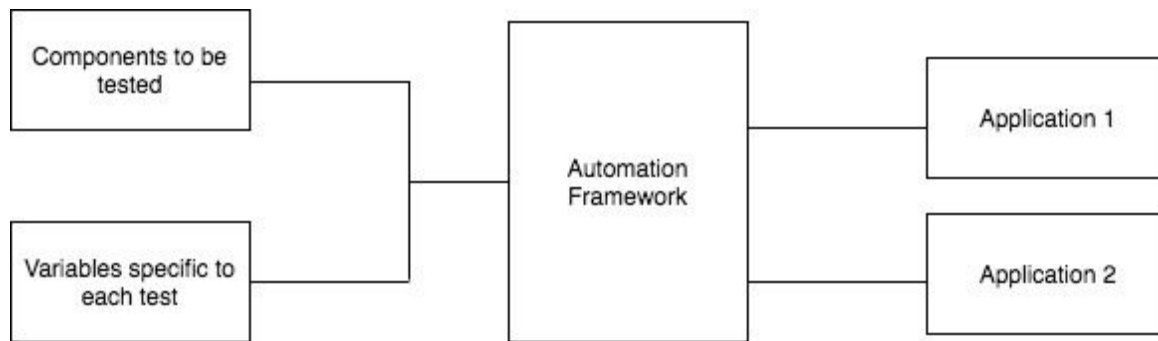 Components to be
tested
Variables specific to
each test
Automation
Framework
Application 1
Application 2